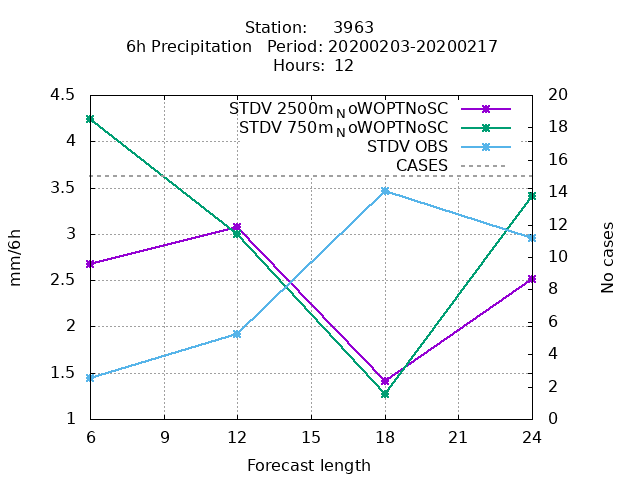 Station: 3963
6h Precipitation Period: 20200203-20200217
Hours: 12
4.5 20
STDV 2500mNoWOPTNoSC
STDV 750mNoWOPTNoSC
STDV OBS
CASES
4 18
16
3.5 14
3 12
2.5 10
8
2 6
1.5 4
2
1 0
mm/6h
No cases
6 9 12 15 18 21 24
Forecast length